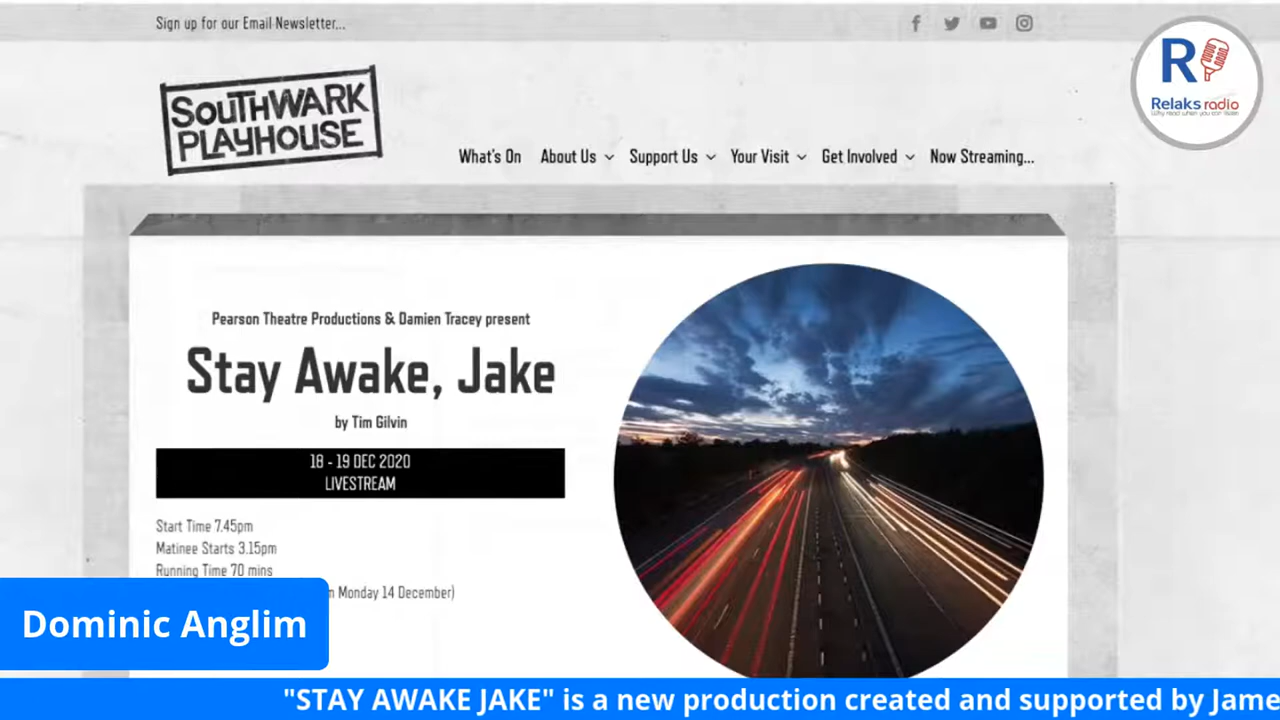 Sign up for our Email Newsletter...
R
Relaks radio
SOUTHWARK
PLAYHOUSE
What's On About Us Support Us Your Visit Get Involved Now Streaming...
Pearson Theatre Productions & Damien Tracey present
Stay Awake, Jake
by Tim Gilvin
18 - 19 DEC 2020
LIVESTREAM
Start Time 7.45pm
Matinee Starts 3.15pm
Running Time 70 mins
Monday 14 December)
Dominic Anglim
"STAY AWAKE JAKE" is a new production created and supported by Jame